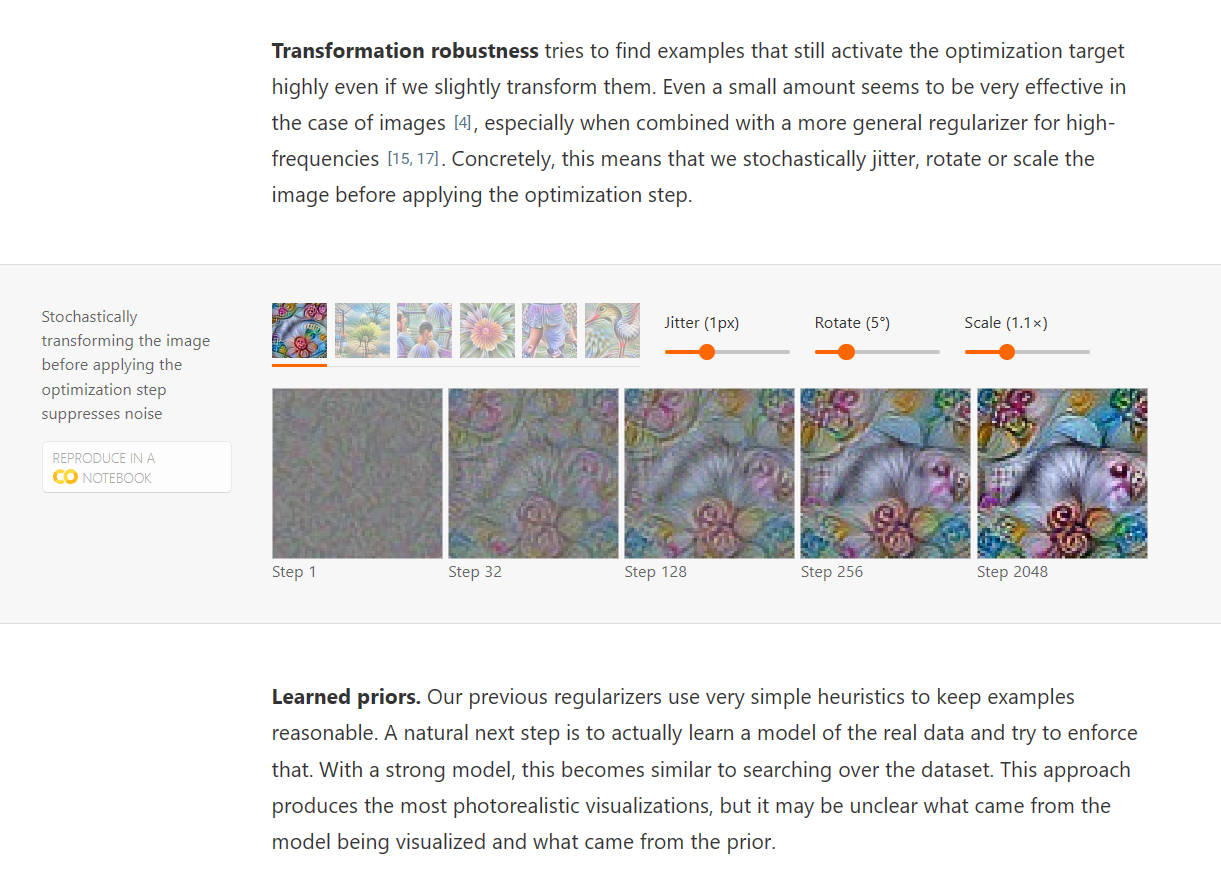 Transformation robustness tries to find examples that still activate the optimization target
highly even if we slightly transform them. Even a small amount seems to be very effective in
the case of images [4], especially when combined with a more general regularizer for high-
frequencies [15, 17]. Concretely, this means that we stochastically jitter, rotate or scale the
image before applying the optimization step.
Stochastically
transforming the image
before applying the
optimization step
suppresses noise
REPRODUCE IN A
CO NOTEBOOK
Jitter (1px)
Rotate (5°)
Scale (1.1×)
Step 1
Step 32
Step 128
Step 256
Step 2048
Learned priors. Our previous regularizers use very simple heuristics to keep examples
reasonable. A natural next step is to actually learn a model of the real data and try to enforce
that. With a strong model, this becomes similar to searching over the dataset. This approach
produces the most photorealistic visualizations, but it may be unclear what came from the
model being visualized and what came from the prior.